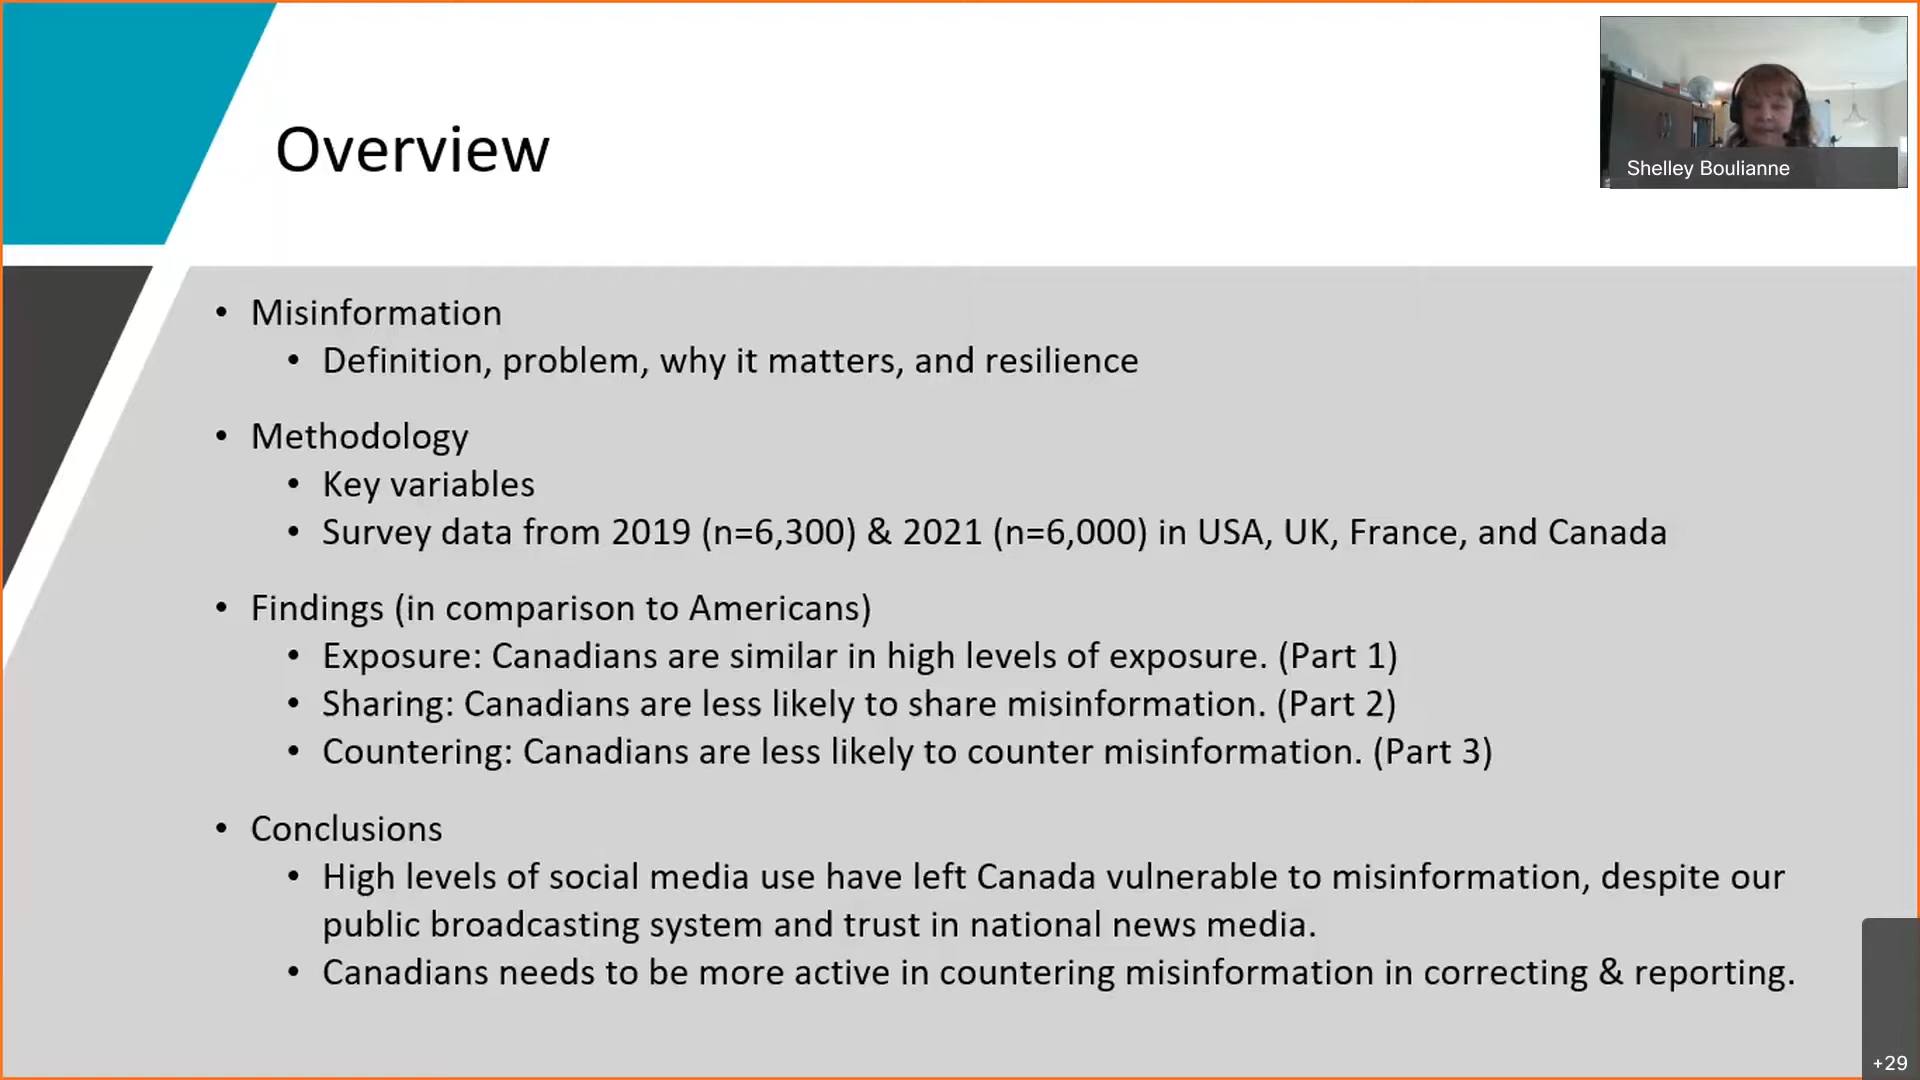 Overview
Shelley Boulianne
• Misinformation
• Definition, problem, why it matters, and resilience
• Methodology
• Key variables
• Survey data from 2019 (n=6,300) & 2021 (n=6,000) in USA, UK, France, and Canada
• Findings (in comparison to Americans)
• Exposure: Canadians are similar in high levels of exposure. (Part 1)
• Sharing: Canadians are less likely to share misinformation. (Part 2)
• Countering: Canadians are less likely to counter misinformation. (Part 3)
• Conclusions
• High levels of social media use have left Canada vulnerable to misinformation, despite our
public broadcasting system and trust in national news media.
• Canadians needs to be more active in countering misinformation in correcting & reporting.
+29